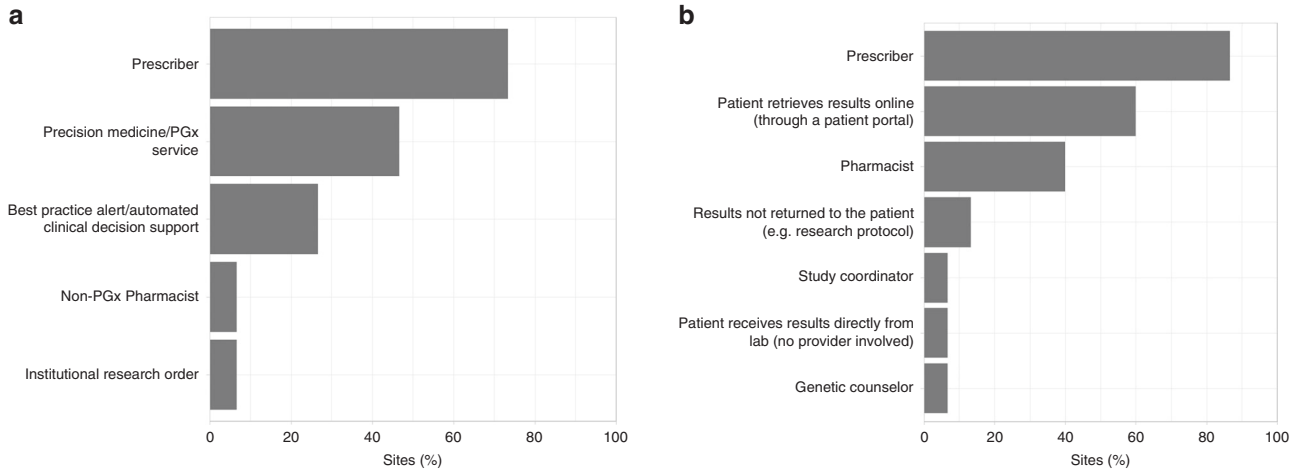 a
Prescriber
Precision medicine/PGx
service
Best practice alert/automated
clinical decision support
Non-PGx Pharmacist
Institutional research order
0 20 40 60 80 100
Sites (%)
b
Prescriber
Patient retrieves results online
(through a patient portal)
Pharmacist
Results not returned to the patient
(e.g. research protocol)
Study coordinator
Patient receives results directly from
lab (no provider involved)
Genetic counselor
0 20 40 60 80 100
Sites (%)